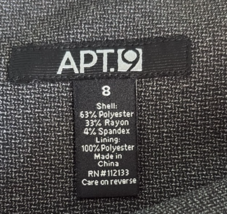 APT.9
8
Shell:
63% Polyester
33% Rayon
4% Spandex
Lining:
100% Polyester
Made in
China
RN#112133
Care on reverse